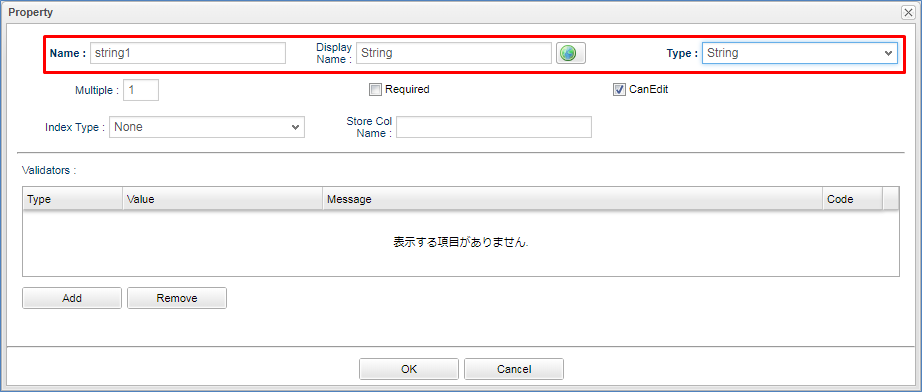 Property
Name : string1 Display Name : String Type : String
Multiple : 1 Required CanEdit
Index Type : None Store Col Name :
Validators :
Type Value Message Code
表示する項目がありません.
Add Remove
OK Cancel